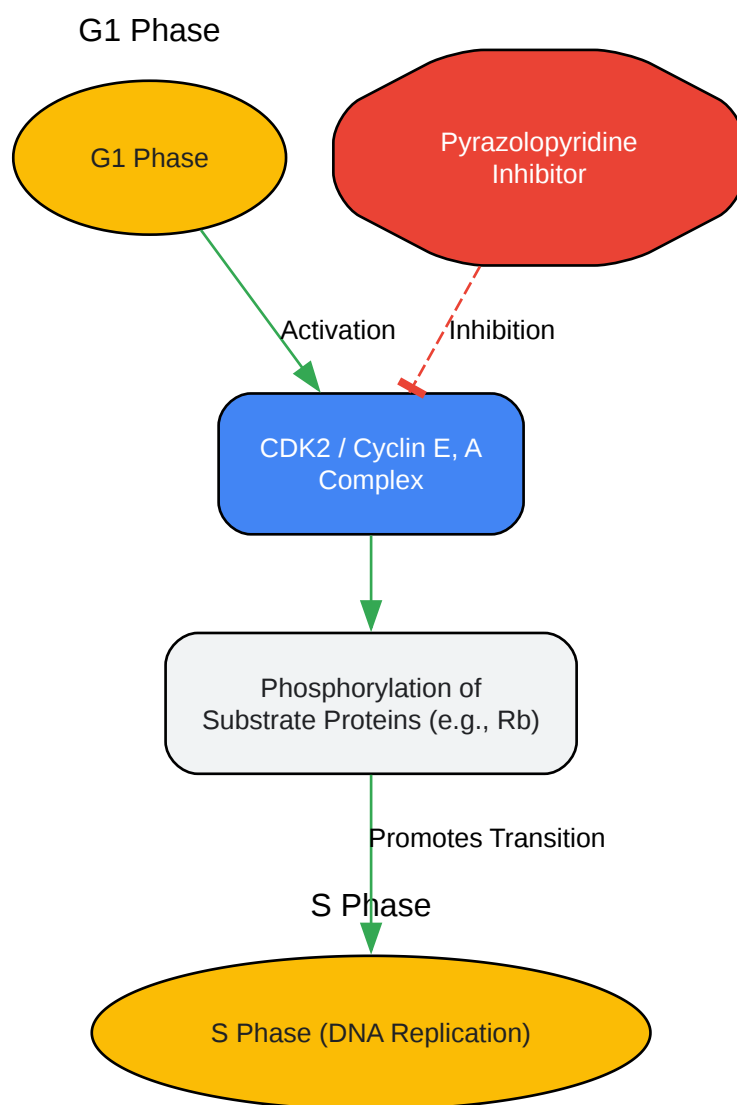 G1 Phase
G1 Phase
Pyrazolopyridine
Inhibitor
Activation
Inhibition
CDK2 / Cyclin E, A
Complex
Phosphorylation of
Substrate Proteins (e.g., Rb)
Promotes Transition
S Phase
S Phase (DNA Replication)